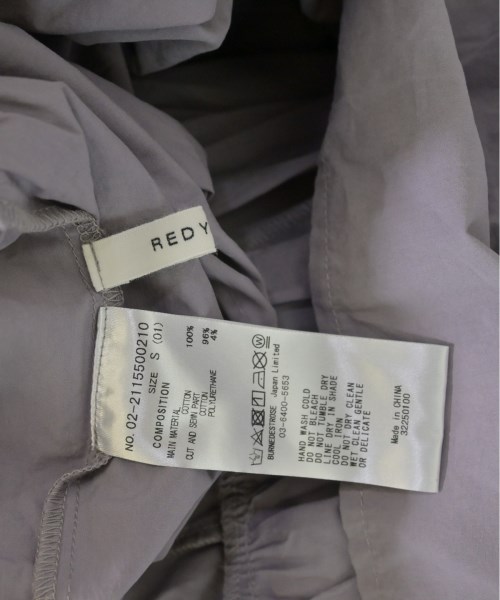 REDY
NO. 02-2115500210
SIZE S (01)
COMPOSITION
MAIN MATERIAL
COTTON 100%
CUT AND SEWN PART
COTTON 96%
POLYURETHANE 4%
BURNEDESTROSE Japan Limited
03-6400-5653
HAND WASH COLD
DO NOT BLEACH
DO NOT TUMBLE DRY
LINE DRY IN SHADE
COOL IRON
DO NOT DRY CLEAN
WET CLEAN GENTLE
OR DELICATE
Made in CHINA
32250100